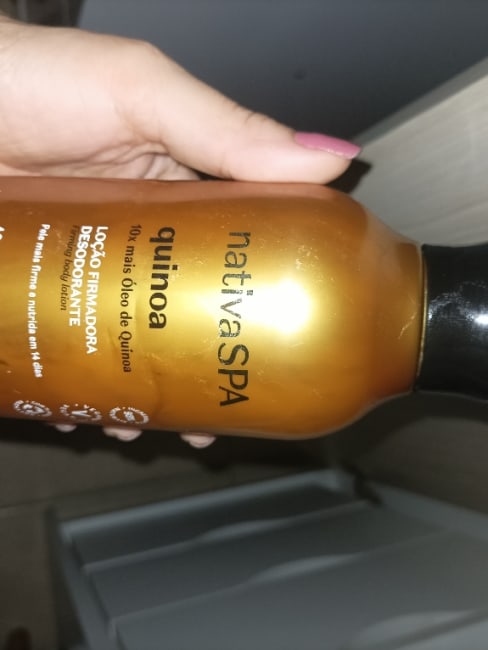 nativaSPA
quinoa
10x mais Óleo de Quinoa
LOÇÃO FIRMADORA
DESODORANTE
Firming body lotion
Pele mais firme e nutrida em 14 dias